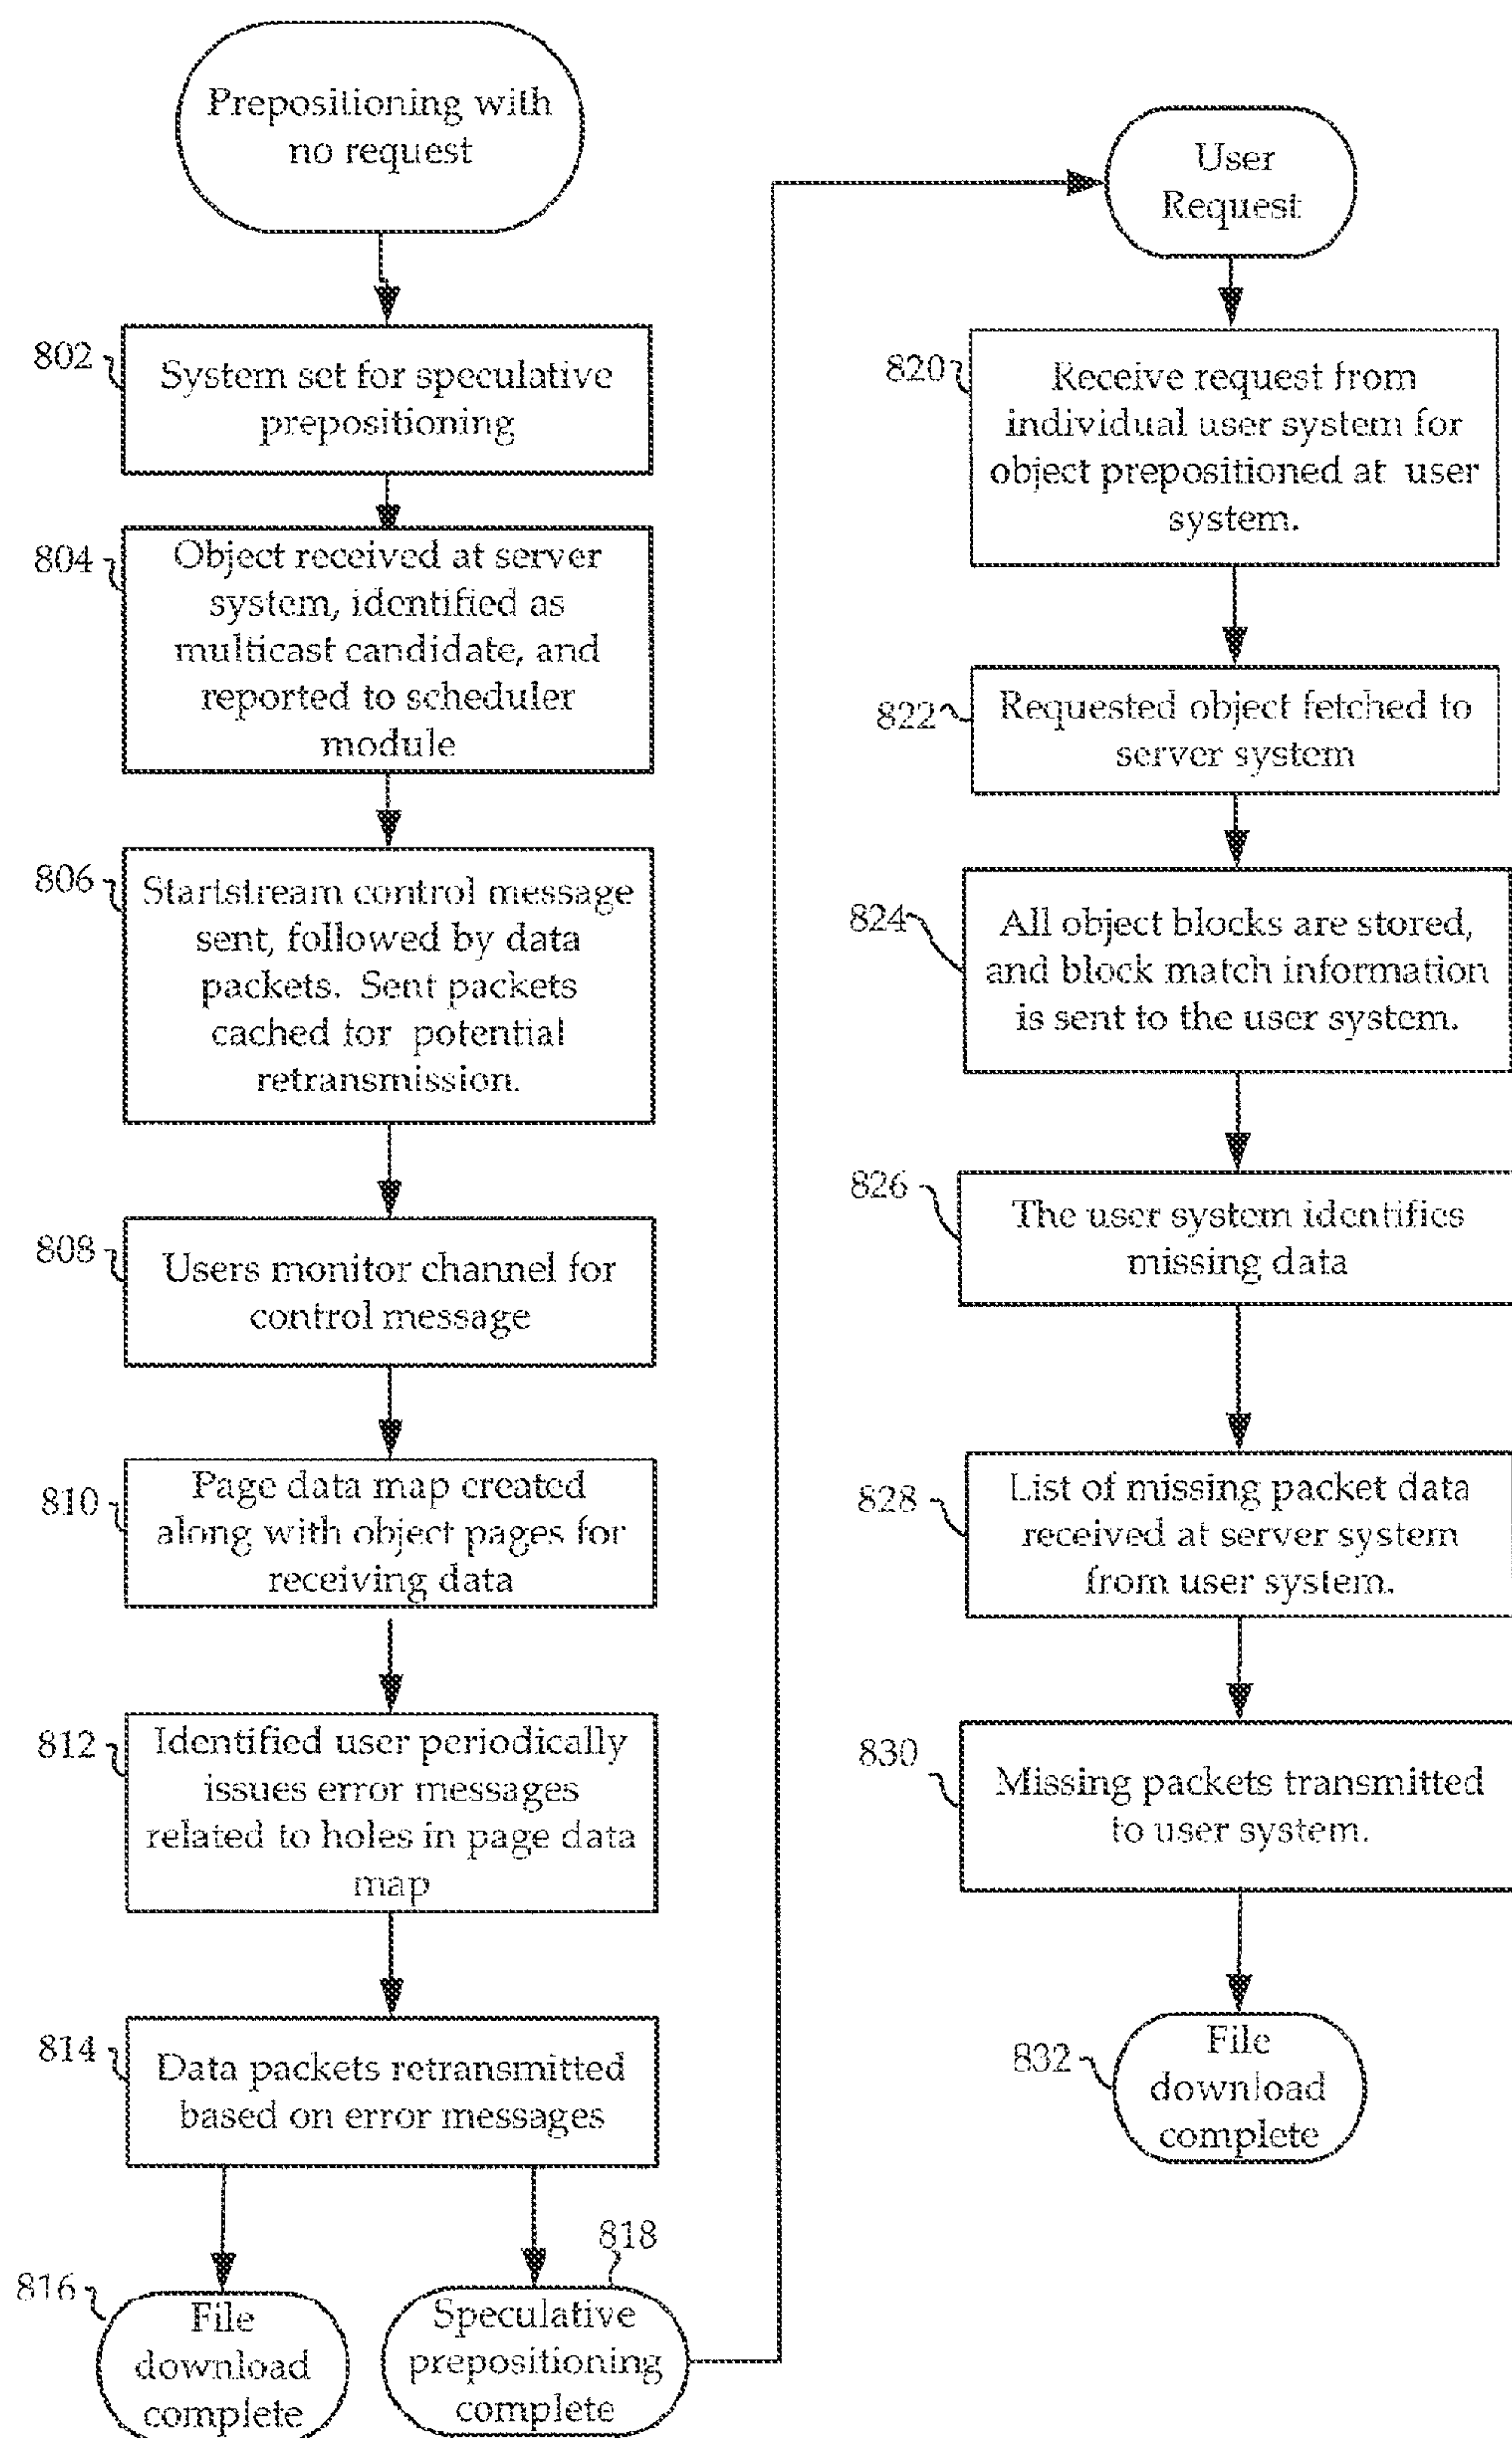 Prepositioning with
no request
802
System set for speculative
prepositioning
804
Object received at server
system, identified as
multicast candidate, and
reported to scheduler
module
806
Startstream control message
sent, followed by data
packets. Sent packets
cached for potential
retransmission.
808
Users monitor channel for
control message
810
Page data map created
along with object pages for
receiving data
812
Identified user periodically
issues error messages
related to holes in page data
map
814
Data packets retransmitted
based on error messages
816
File
download
complete
818
Speculative
prepositioning
complete
User
Request
820
Receive request from
individual user system for
object prepositioned at user
system.
822
Requested object fetched to
server system
824
All object blocks are stored,
and block match information
is sent to the user system.
826
The user system identifies
missing data
828
List of missing packet data
received at server system
from user system.
830
Missing packets transmitted
to user system.
832
File
download
complete